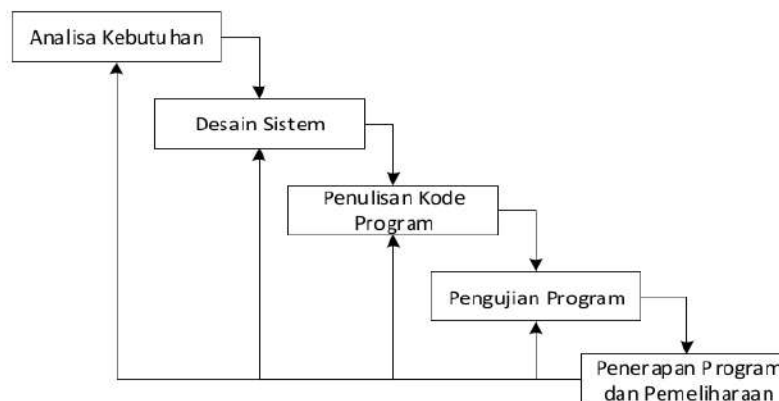 Analisa Kebutuhan
Desain Sistem
Penulisan Kode
Program
Pengujian Program
Penerapan Program
dan Pemeliharaan